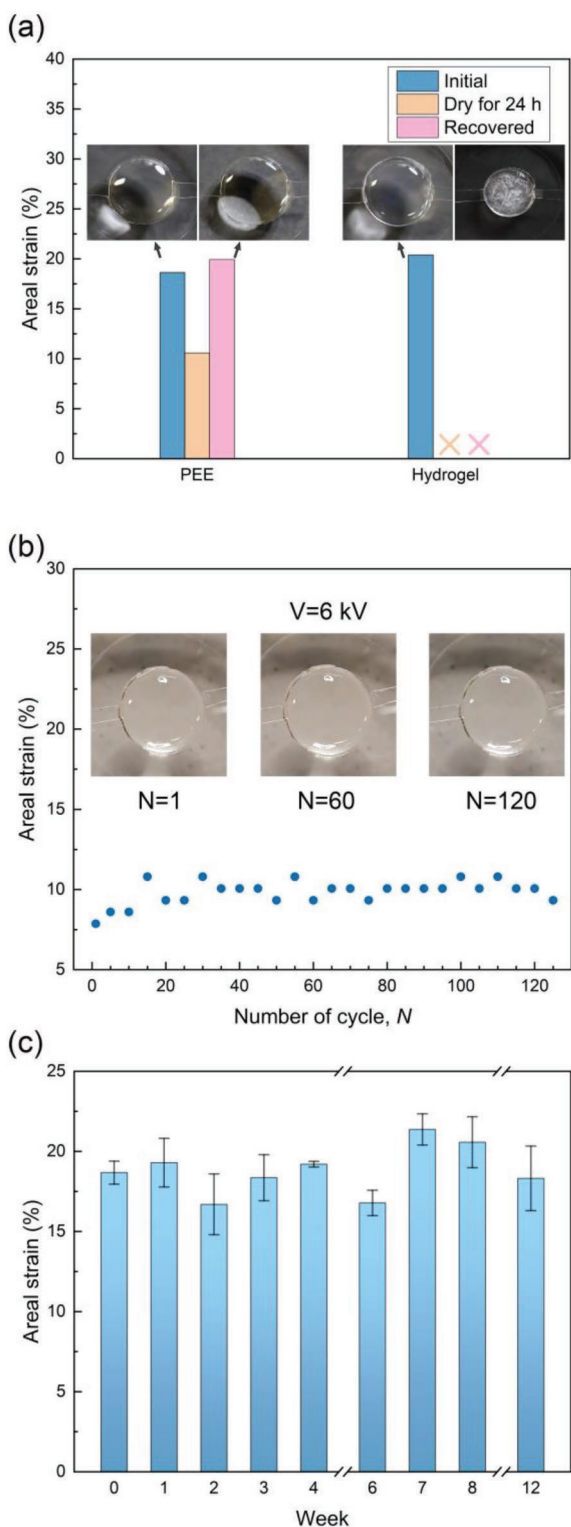 (a)
40
35
30
25
20
15
10
5
0
Areal strain (%)
Initial
Dry for 24 h
Recovered
PEE
Hydrogel
(b)
30
25
20
15
10
5
Areal strain (%)
V=6 kV
N=1
N=60
N=120
0
20
40
60
80
100
120
Number of cycle, N
(c)
25
20
15
10
5
0
Areal strain (%)
0
1
2
3
4
6
7
8
12
Week